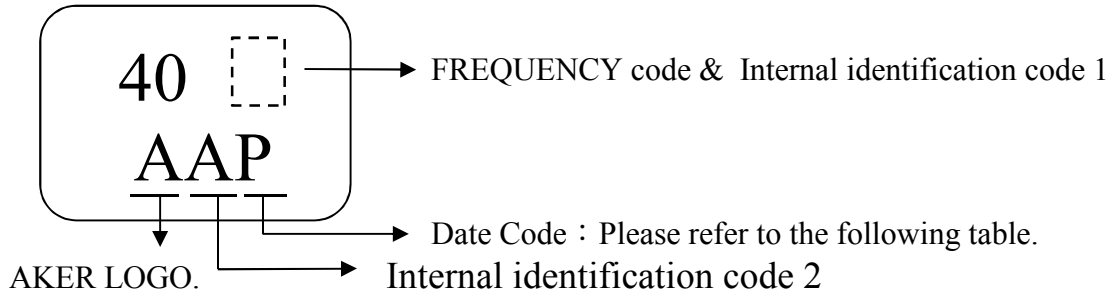 40
FREQUENCY code & Internal identification code 1
AAP
Date Code：Please refer to the following table.
AKER LOGO.
Internal identification code 2